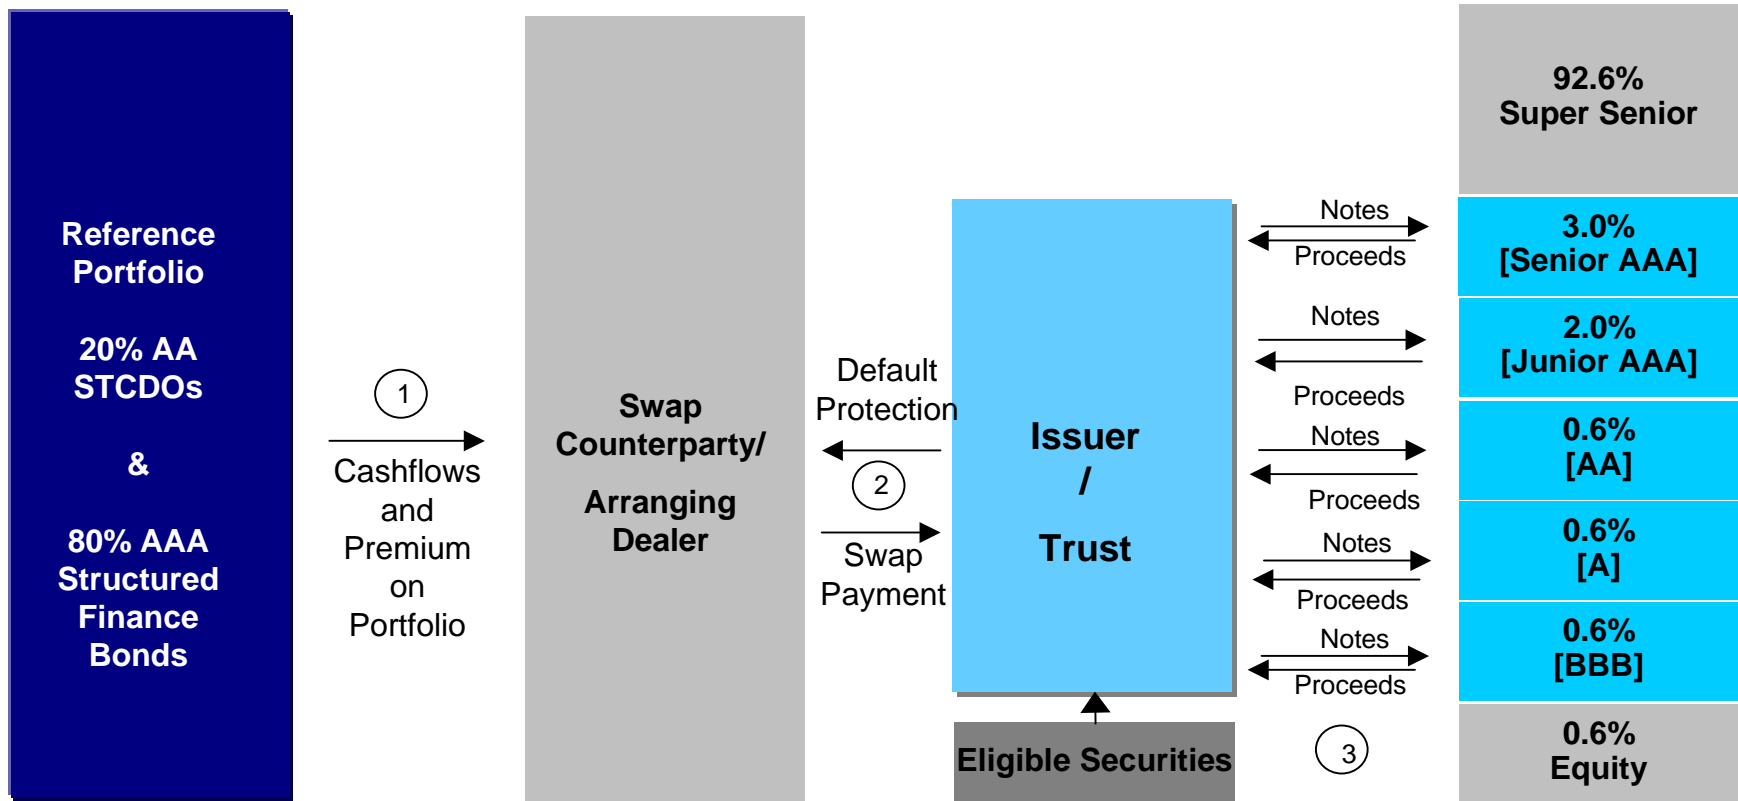 Reference
Portfolio
20% AA
STCDOs
&
80% AAA
Structured
Finance
Bonds
1
Cashflows
and
Premium
on
Portfolio
Swap
Counterparty/
Arranging
Dealer
Default
Protection
2
Swap
Payment
Issuer
/
Trust
Eligible Securities
Notes
Proceeds
Notes
Proceeds
Notes
Proceeds
Notes
Proceeds
Notes
Proceeds
3
92.6%
Super Senior
3.0%
[Senior AAA]
2.0%
[Junior AAA]
0.6%
[AA]
0.6%
[A]
0.6%
[BBB]
0.6%
Equity